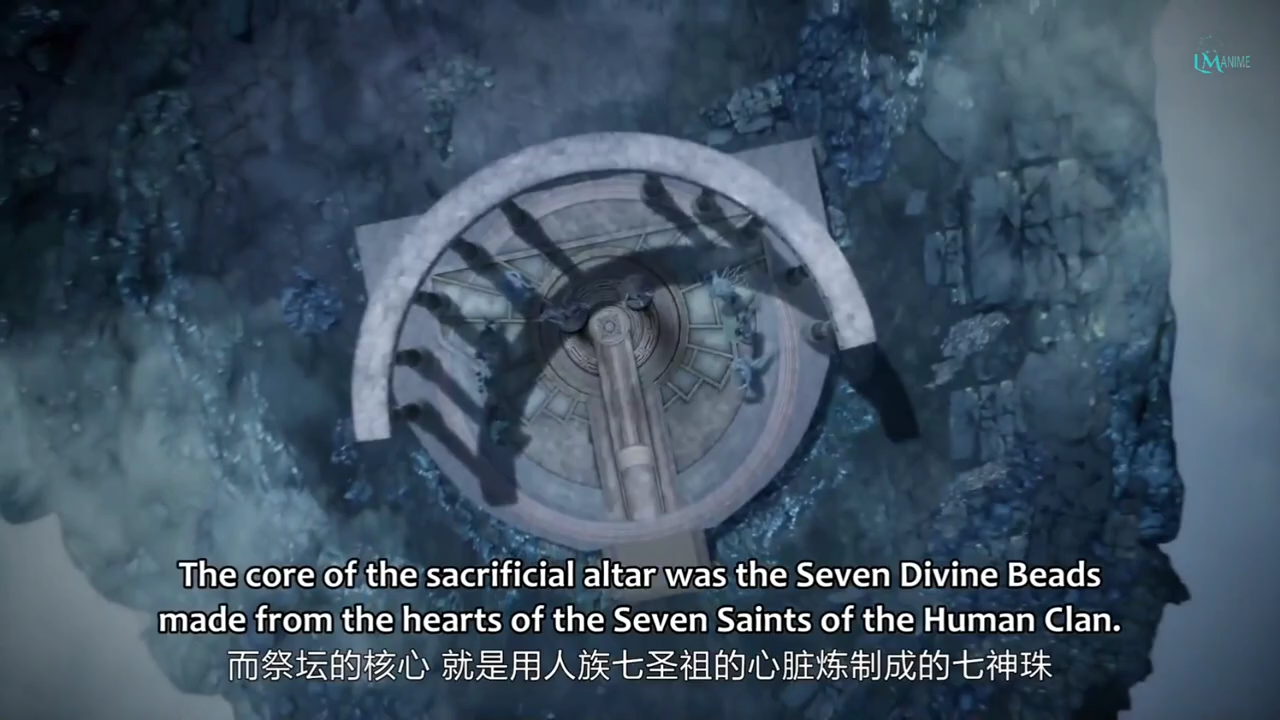 LMANIME
The core of the sacrificial altar was the Seven Divine Beads
made from the hearts of the Seven Saints of the Human Clan.
而祭坛的核心 就是用人族七圣祖的心脏炼制成的七神珠